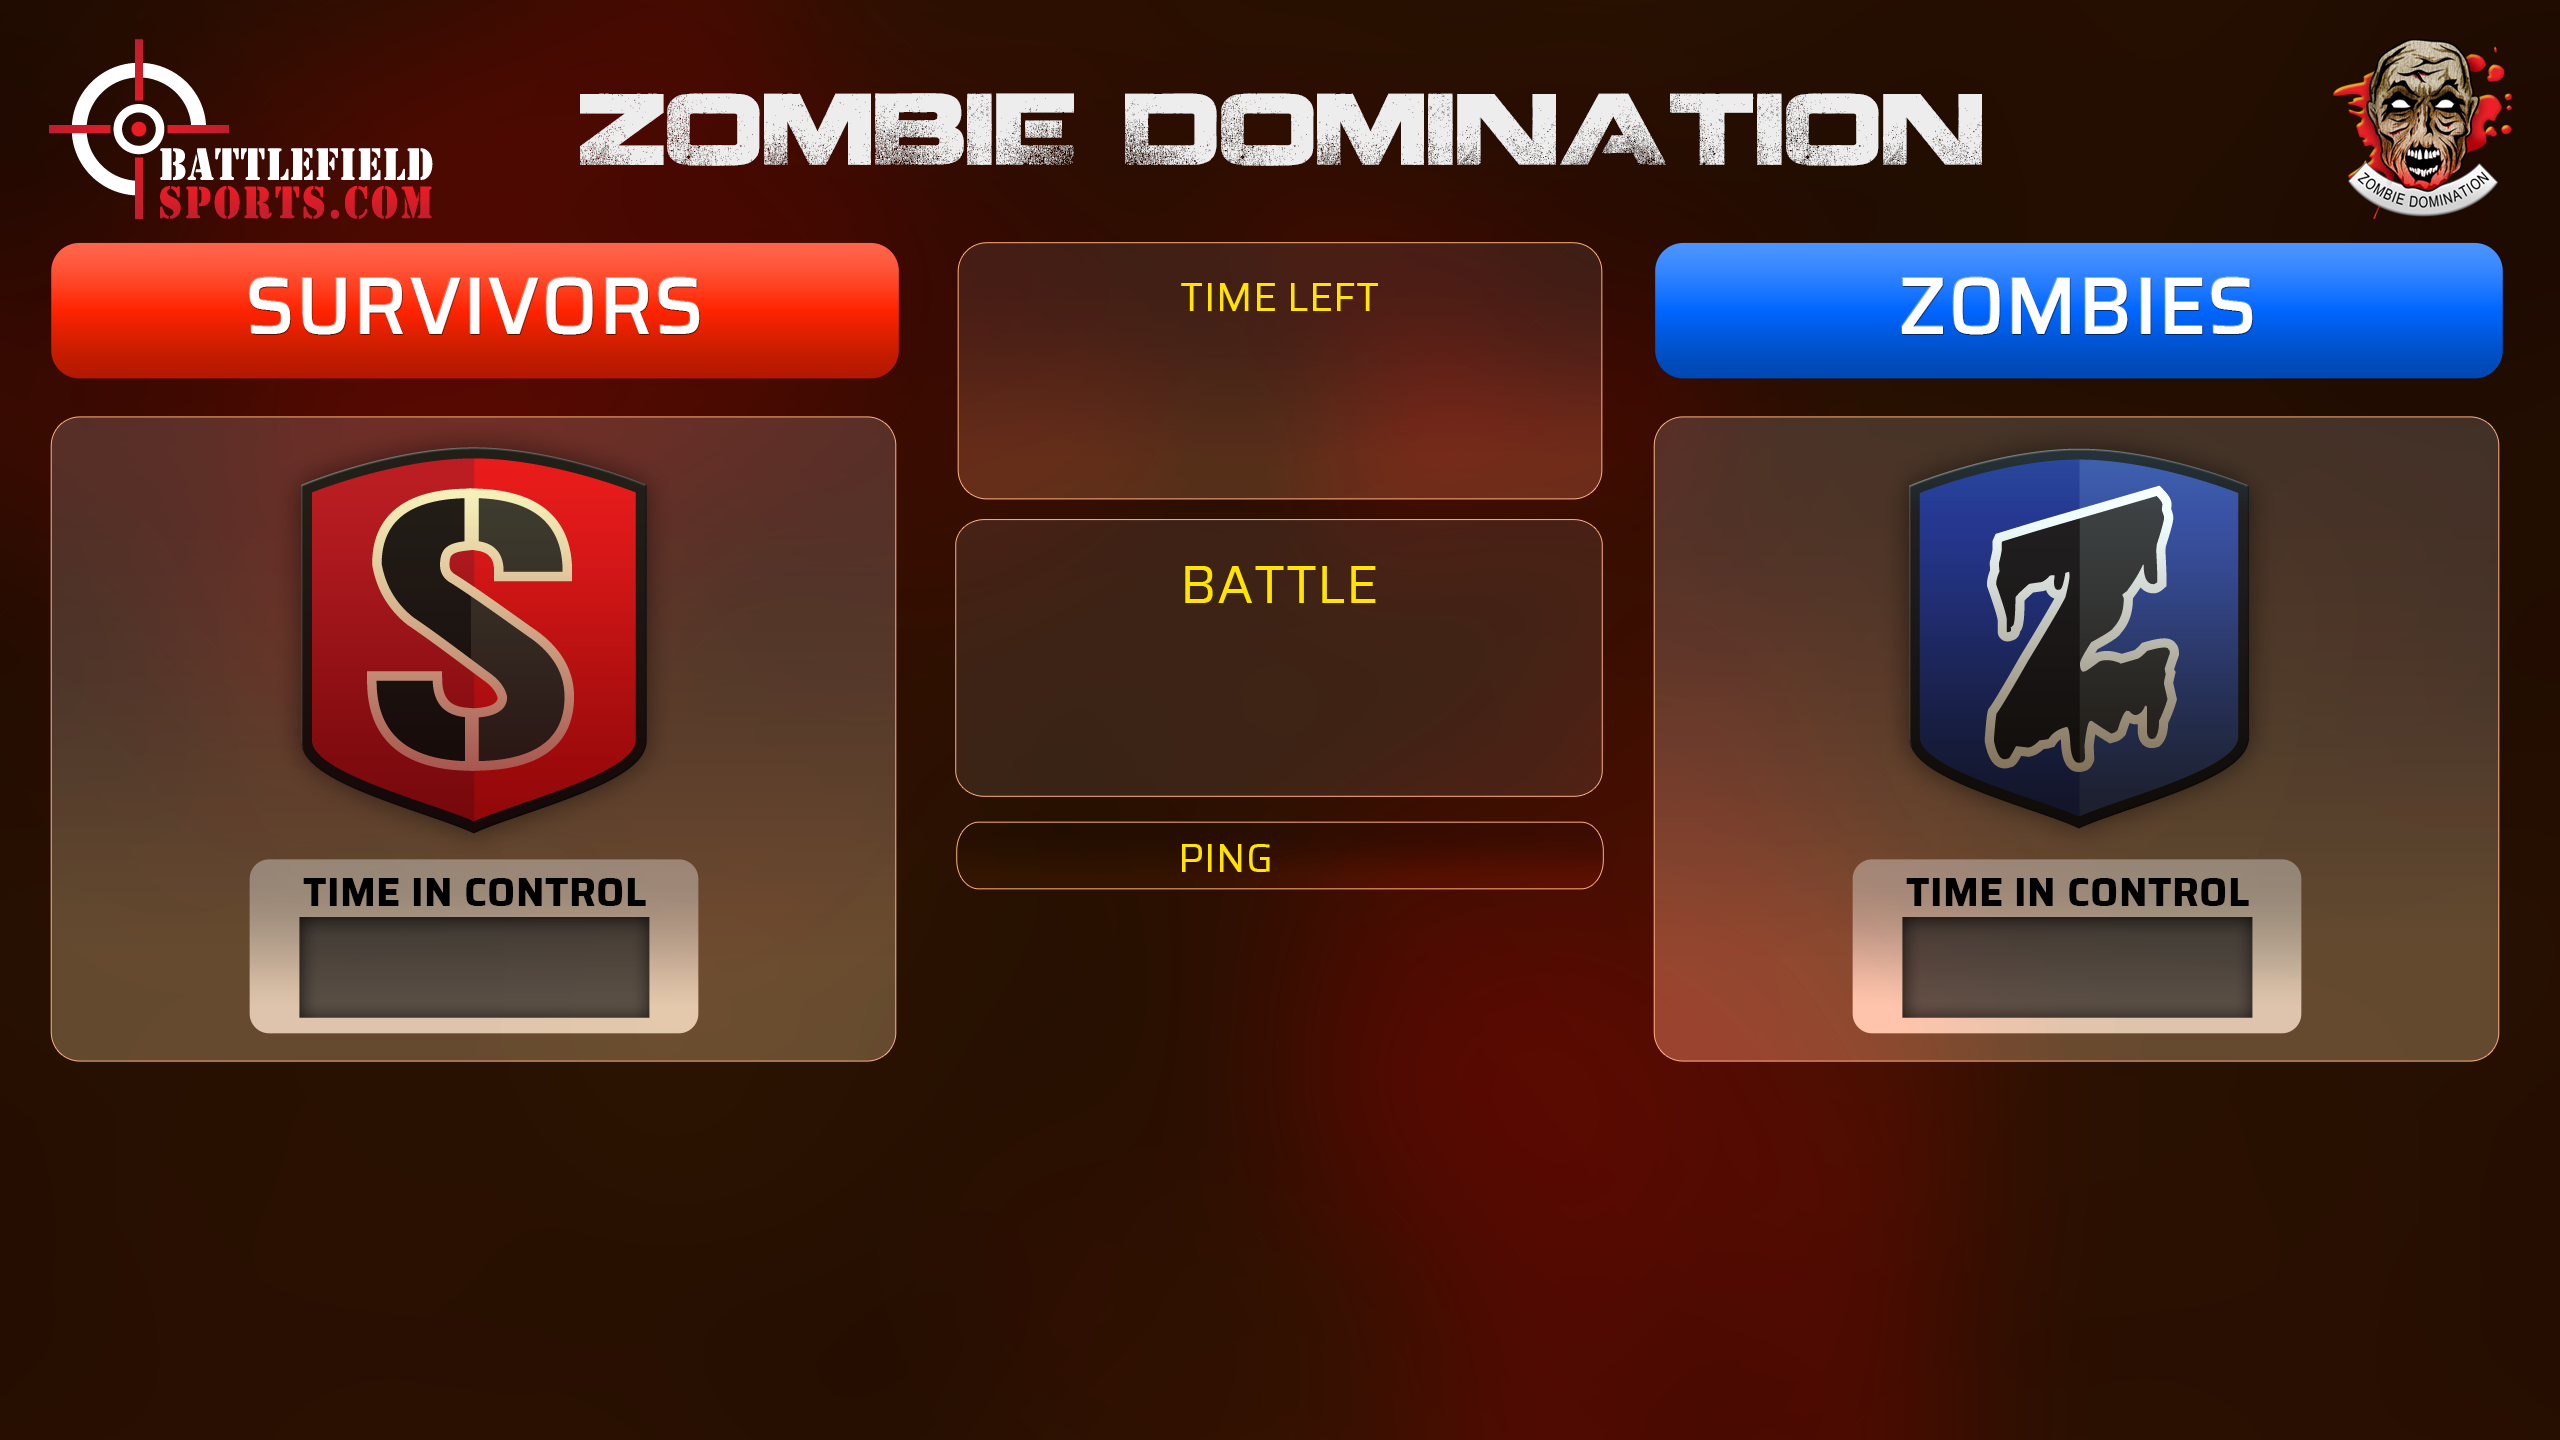 BATTLEFIELD
SPORTS.COM
ZOMBIE DOMINATION
ZOMBIE DOMINATION
SURVIVORS
TIME LEFT
ZOMBIES
S
BATTLE
Z
PING
TIME IN CONTROL
TIME IN CONTROL